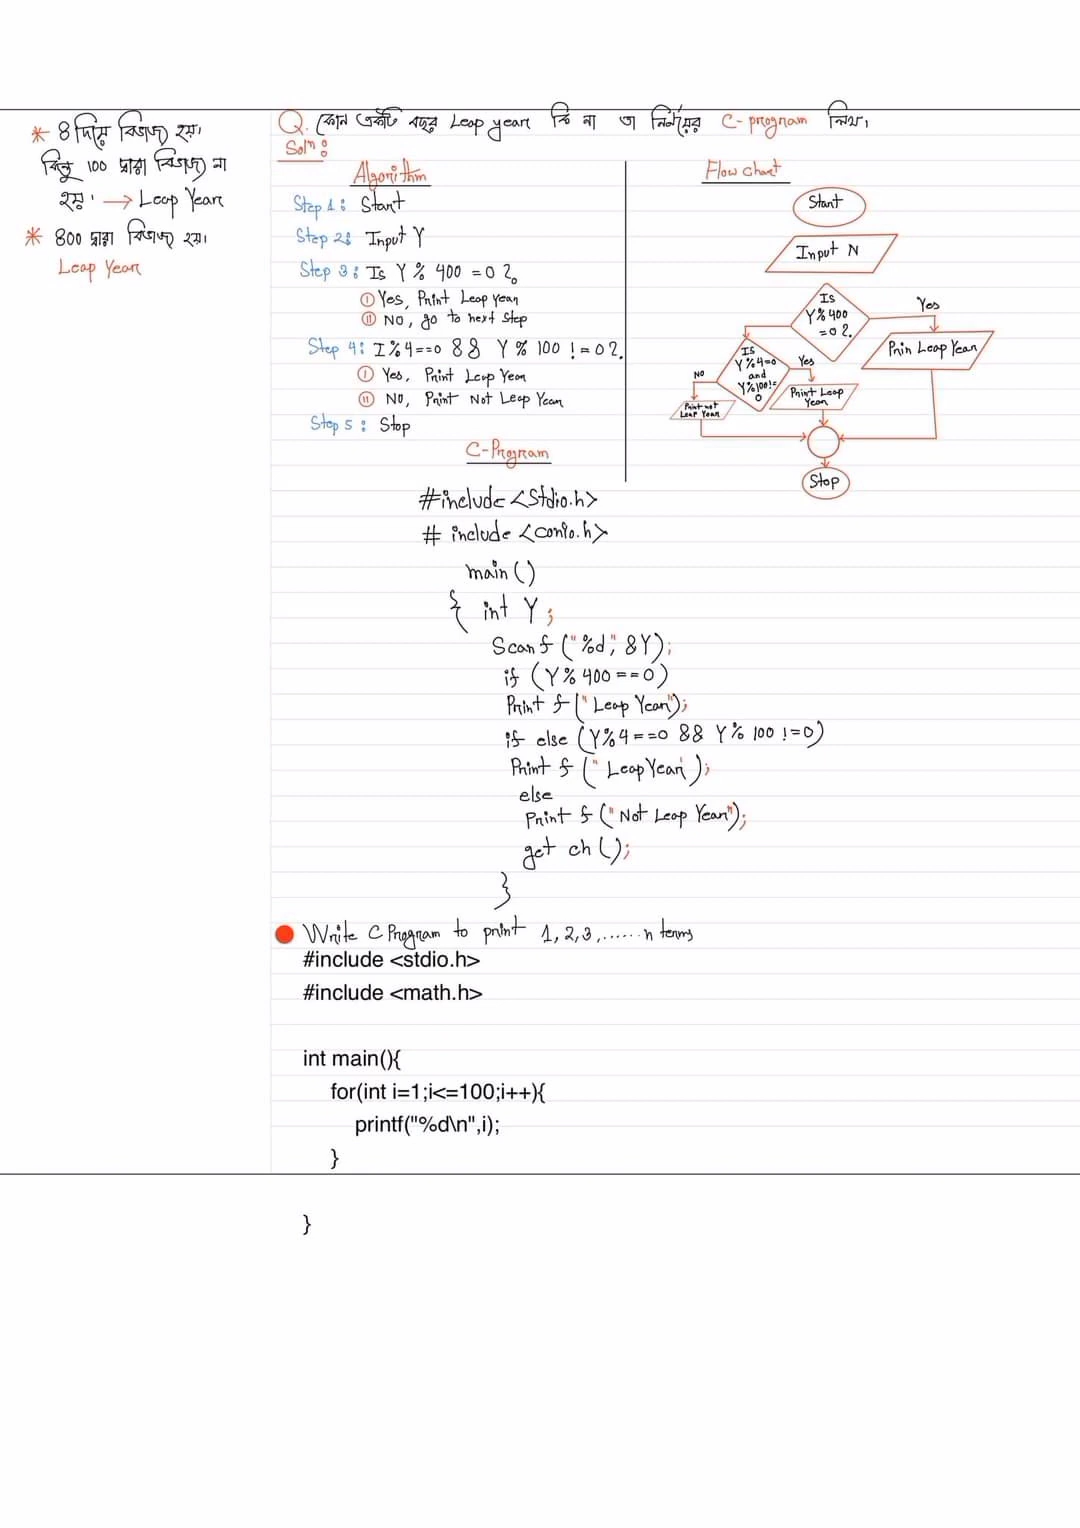 * ৪ দিয়ে বিভাজ্য হয়।
কিন্তু 100 দ্বারা বিভাজ্য না
হয়। → Leap Year
* ৪00 দ্বারা বিভাজ্য হয়।
Leap Year
Q. কোন একটি বছর Leap year কি না তা নির্ণয়ের C-program লিখ।
Solⁿ:
Algorithm
Step 1: Start
Step 2: Input Y
Step 3: Is Y % 400 = 0 ?
(i) Yes, Print Leap Year
(ii) NO, go to next step
Step 4: I%4==0 && Y % 100 != 0 ?
(i) Yes, Print Leap Year
(ii) NO, Print Not Leap Year
Step 5: Stop
Flow chart
Start
Input N
Is
Y%400
=0 ?
Yes
Prin Leap Year
Is
Y%4=0
and
Y%100!=
0
Yes
Print Leap
Year
NO
Print not
Leap Year
Stop
C-Program
#include <Stdio.h>
# include <conio.h>
main()
{ int Y;
Scanf ("%d", &Y);
if (Y% 400 ==0)
Print f ("Leap Year");
if else (Y%4==0 && Y% 100 !=0)
Print f ("Leap Year");
else
Print f ("Not Leap Year");
get ch ();
}
Write C Program to print 1, 2, 3, ...... n terms
#include <stdio.h>
#include <math.h>
int main(){
for(int i=1;i<=100;i++){
printf("%d\n",i);
}
}